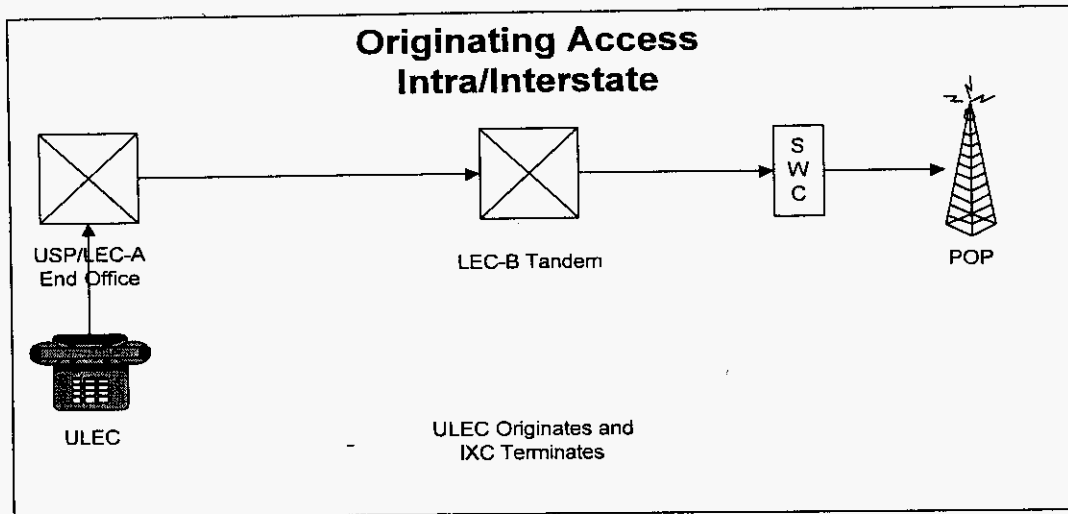 Originating Access
Intra/Interstate
S
W
C
USP/LEC-A
End Office
LEC-B Tandem
POP
ULEC
ULEC Originates and
IXC Terminates